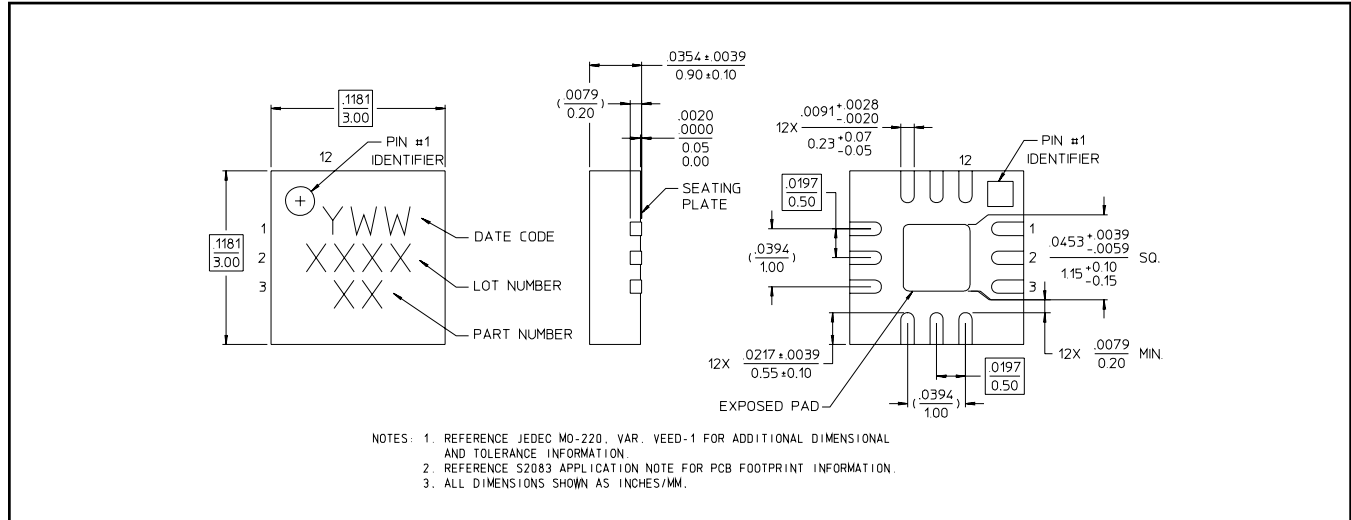 .1181
3.00
PIN #1
IDENTIFIER
12
.1181
3.00
1
2
3
YWW
XXXX
XX
DATE CODE
LOT NUMBER
PART NUMBER
.0354 ±.0039
0.90 ±0.10
( .0079
0.20 )
.0020
.0000
0.05
0.00
SEATING
PLATE
12X .0091 +.0028 -.0020
0.23 +0.07 -0.05
12
PIN #1
IDENTIFIER
.0197
0.50
( .0394
1.00 )
1
2
3
.0453 +.0039 -.0059 SQ.
1.15 +0.10 -0.15
12X .0217 ±.0039
0.55 ±0.10
EXPOSED PAD
( .0394
1.00 )
.0197
0.50
12X .0079 MIN.
0.20
NOTES: 1. REFERENCE JEDEC MO-220, VAR. VEED-1 FOR ADDITIONAL DIMENSIONAL
AND TOLERANCE INFORMATION.
2. REFERENCE S2083 APPLICATION NOTE FOR PCB FOOTPRINT INFORMATION.
3. ALL DIMENSIONS SHOWN AS INCHES/MM.